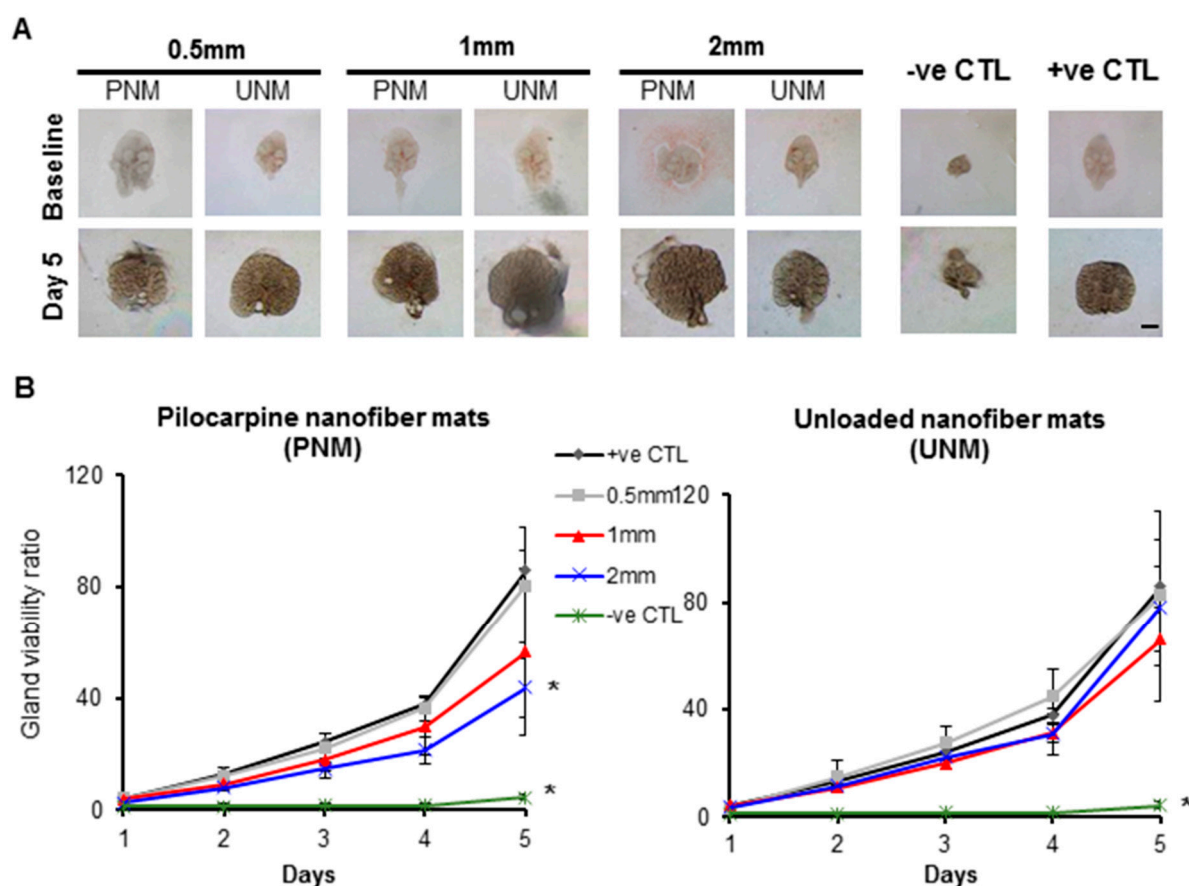 A
0.5mm 1mm 2mm -ve CTL +ve CTL
PNM UNM PNM UNM PNM UNM
Baseline
Day 5
B
Pilocarpine nanofiber mats
(PNM)
Gland viability ratio
120
80
40
0
1 2 3 4 5
Days
*
*
+ve CTL
0.5mm
1mm
2mm
-ve CTL
Unloaded nanofiber mats
(UNM)
120
80
40
0
1 2 3 4 5
Days
*